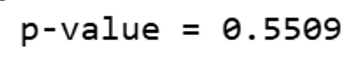 p-value = 0.5509